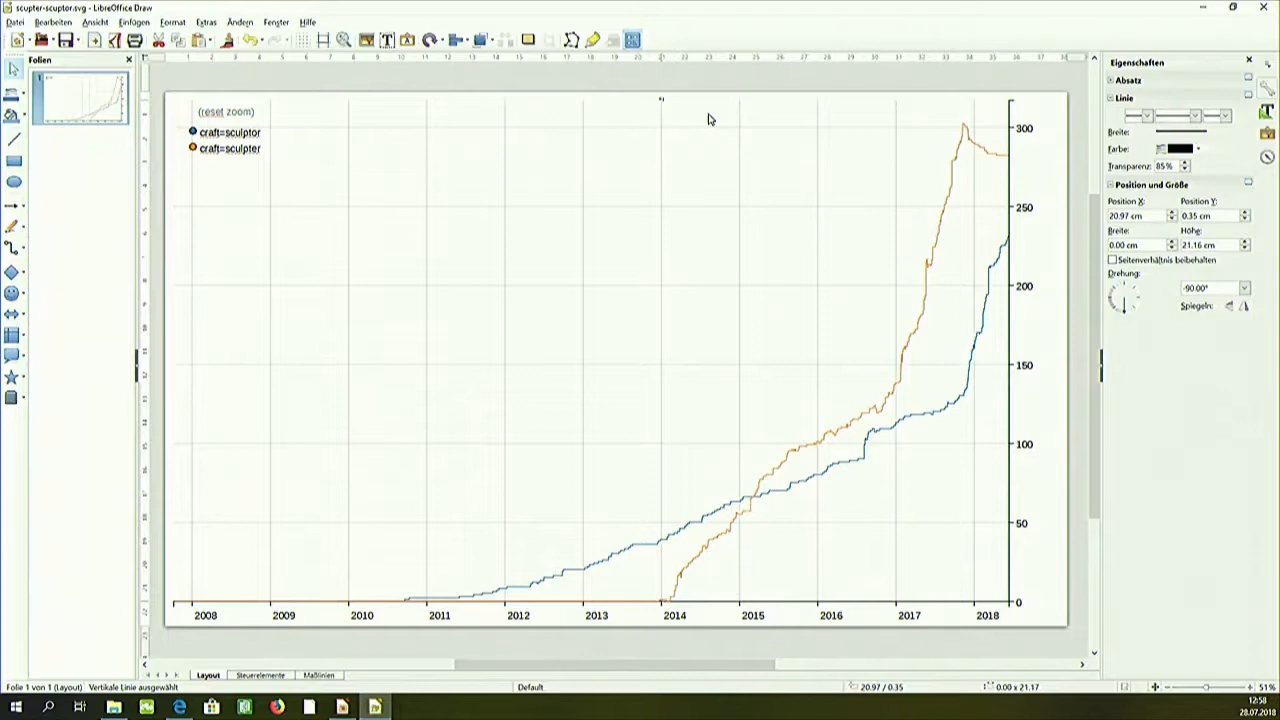 scupter-scuptor.svg - LibreOffice Draw
Datei Bearbeiten Ansicht Einfügen Format Extras Ändern Fenster Hilfe
Folien
1
(reset zoom)
craft=sculptor
craft=sculpter
300
250
200
150
100
50
0
2008 2009 2010 2011 2012 2013 2014 2015 2016 2017 2018
Eigenschaften
Absatz
Linie
Breite:
Farbe:
Transparenz: 85%
Position und Größe
Position X: Position Y:
20.97 cm 0.35 cm
Breite: Höhe:
0.00 cm 21.16 cm
Seitenverhältnis beibehalten
Drehung:
-90.00°
Spiegeln:
Layout Steuerelemente Maßlinien
Folie 1 von 1 (Layout) Vertikale Linie ausgewählt Default 20.97 / 0.35 0.00 x 21.17 51%
12:58
28.07.2018